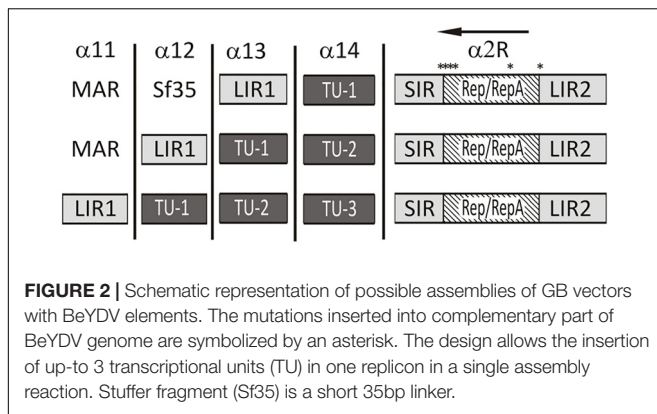 α11 α12 α13 α14 α2R
**** * *
MAR Sf35 LIR1 TU-1 SIR Rep/RepA LIR2
MAR LIR1 TU-1 TU-2 SIR Rep/RepA LIR2
LIR1 TU-1 TU-2 TU-3 SIR Rep/RepA LIR2
FIGURE 2 | Schematic representation of possible assemblies of GB vectors
with BeYDV elements. The mutations inserted into complementary part of
BeYDV genome are symbolized by an asterisk. The design allows the insertion
of up-to 3 transcriptional units (TU) in one replicon in a single assembly
reaction. Stuffer fragment (Sf35) is a short 35bp linker.